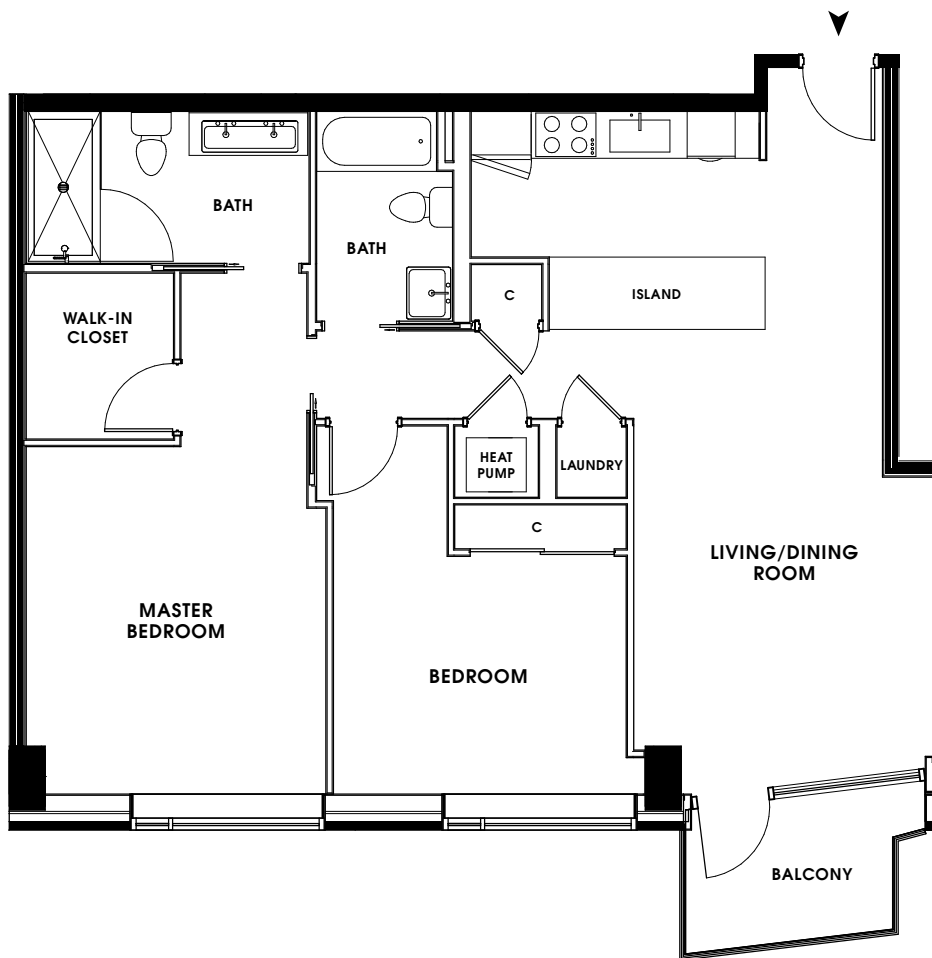 BATH
BATH
WALK-IN
CLOSET
C
ISLAND
HEAT
PUMP
LAUNDRY
C
LIVING/DINING
ROOM
MASTER
BEDROOM
BEDROOM
BALCONY